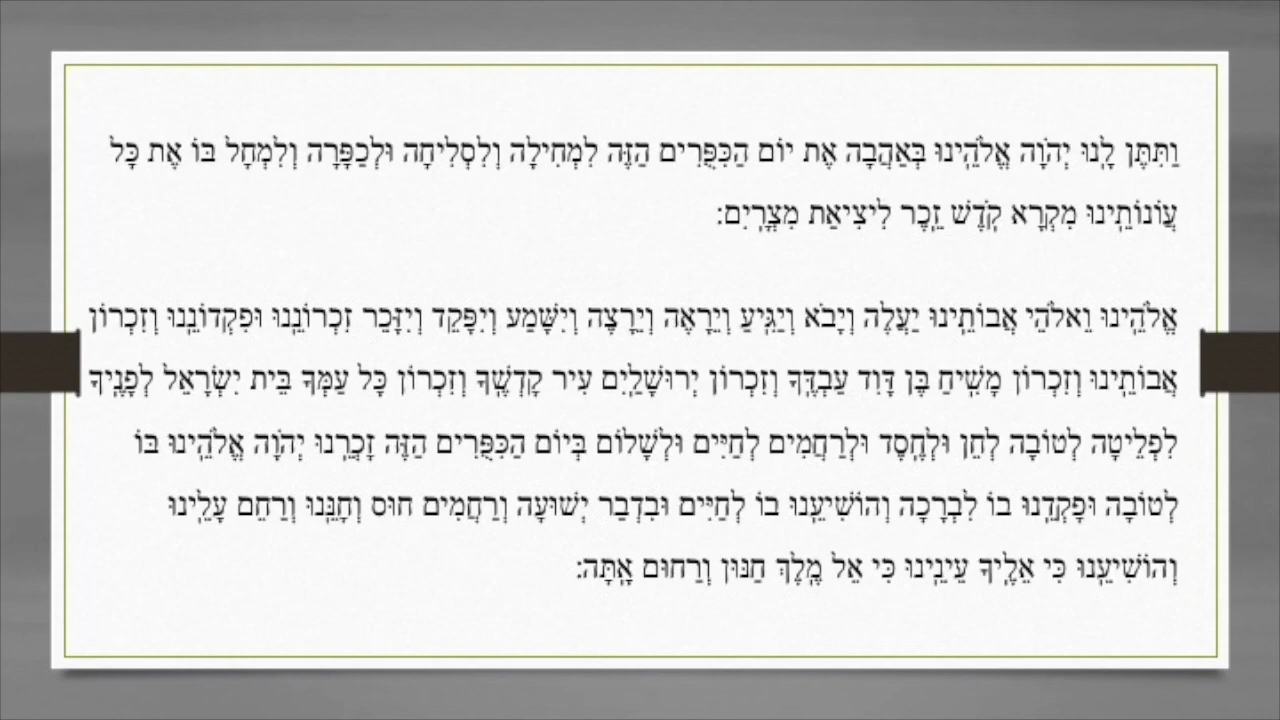 וַתִּתֶּן לָֽנוּ יְהֹוָה אֱלֹהֵֽינוּ בְּאַהֲבָה אֶת יוֹם הַכִּפֻּרִים הַזֶּה לִמְחִילָה וְלִסְלִיחָה וּלְכַפָּרָה וְלִמְחָל בּוֹ אֶת כָּל
עֲוֹנוֹתֵֽינוּ מִקְרָא קֹֽדֶשׁ זֵֽכֶר לִיצִיאַת מִצְרָֽיִם:
אֱלֹהֵֽינוּ וֵאלֹהֵי אֲבוֹתֵֽינוּ יַעֲלֶה וְיָבֹא וְיַגִּֽיעַ וְיֵרָאֶה וְיֵרָצֶה וְיִשָּׁמַע וְיִפָּקֵד וְיִזָּכֵר זִכְרוֹנֵֽנוּ וּפִקְדוֹנֵֽנוּ וְזִכְרוֹן
אֲבוֹתֵֽינוּ וְזִכְרוֹן מָשִֽׁיחַ בֶּן דָּוִד עַבְדֶּֽךָ וְזִכְרוֹן יְרוּשָׁלַֽיִם עִיר קָדְשֶֽׁךָ וְזִכְרוֹן כָּל עַמְּךָ בֵּית יִשְׂרָאֵל לְפָנֶֽיךָ
לִפְלֵיטָה לְטוֹבָה לְחֵן וּלְחֶֽסֶד וּלְרַחֲמִים לְחַיִּים וּלְשָׁלוֹם בְּיוֹם הַכִּפֻּרִים הַזֶּה זָכְרֵֽנוּ יְהֹוָה אֱלֹהֵֽינוּ בּוֹ
לְטוֹבָה וּפָקְדֵֽנוּ בוֹ לִבְרָכָה וְהוֹשִׁיעֵֽנוּ בוֹ לְחַיִּים וּבִדְבַר יְשׁוּעָה וְרַחֲמִים חוּס וְחָנֵּֽנוּ וְרַחֵם עָלֵֽינוּ
וְהוֹשִׁיעֵֽנוּ כִּי אֵלֶֽיךָ עֵינֵֽינוּ כִּי אֵל מֶֽלֶךְ חַנּוּן וְרַחוּם אָֽתָּה: